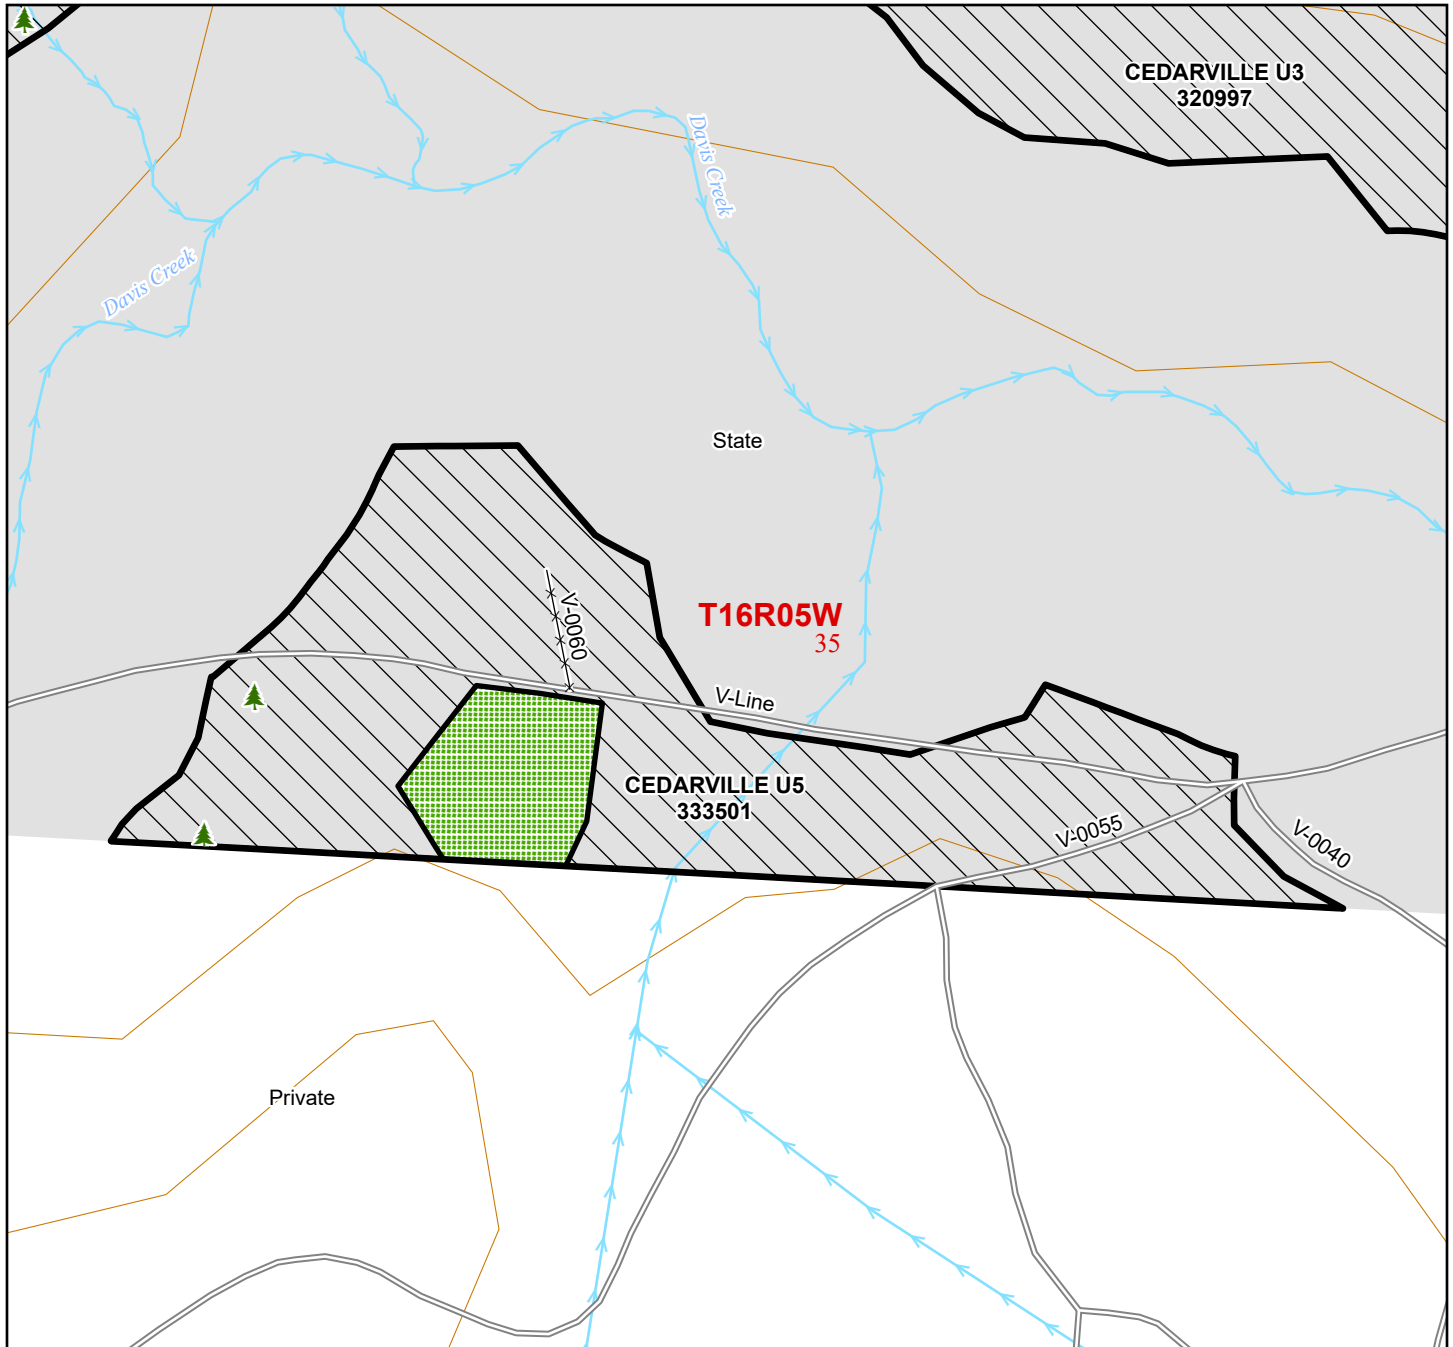 CEDARVILLE U3
320997
Davis Creek
Davis Creek
State
V-0060
T16R05W
35
V-Line
CEDARVILLE U5
333501
V-0055
V-0040
Private